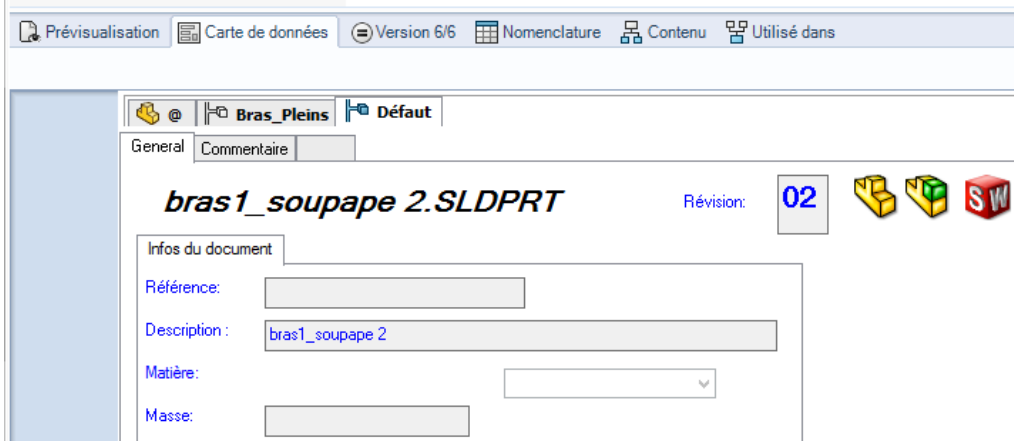 Prévisualisation Carte de données Version 6/6 Nomenclature Contenu Utilisé dans
@ Bras_Pleins Défaut
General Commentaire
bras1_soupape 2.SLDPRT Révision: 02 SW
Infos du document
Référence:
Description : bras1_soupape 2
Matière:
Masse: